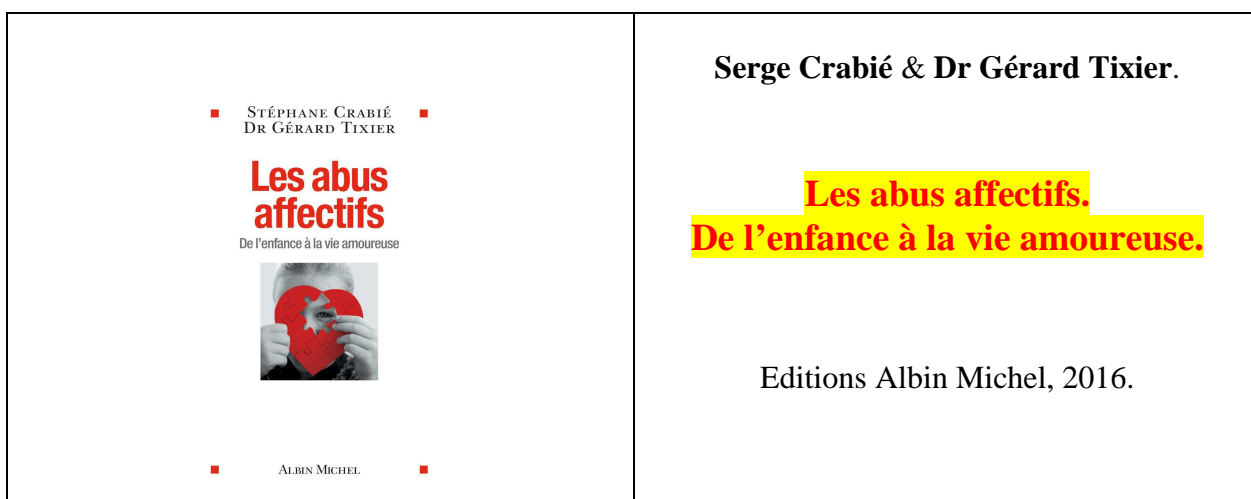 STÉPHANE CRABIÉ
DR GÉRARD TIXIER
Les abus
affectifs
De l'enfance à la vie amoureuse
ALBIN MICHEL
Serge Crabié & Dr Gérard Tixier.
Les abus affectifs.
De l’enfance à la vie amoureuse.
Editions Albin Michel, 2016.